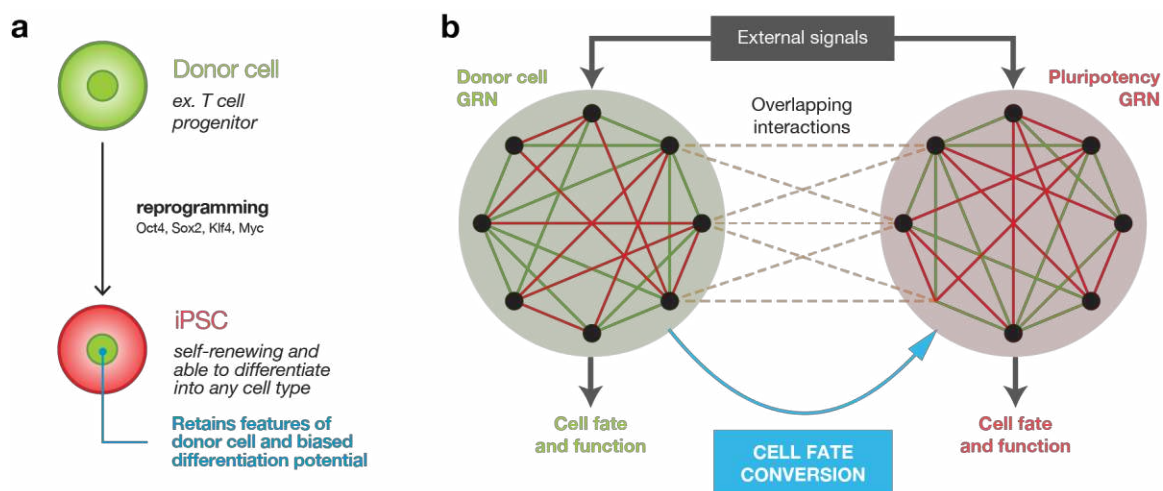 a
Donor cell
ex. T cell
progenitor
reprogramming
Oct4, Sox2, Klf4, Myc
iPSC
self-renewing and
able to differentiate
into any cell type
Retains features of
donor cell and biased
differentiation potential
b
External signals
Donor cell
GRN
Pluripotency
GRN
Overlapping
interactions
Cell fate
and function
CELL FATE
CONVERSION
Cell fate
and function